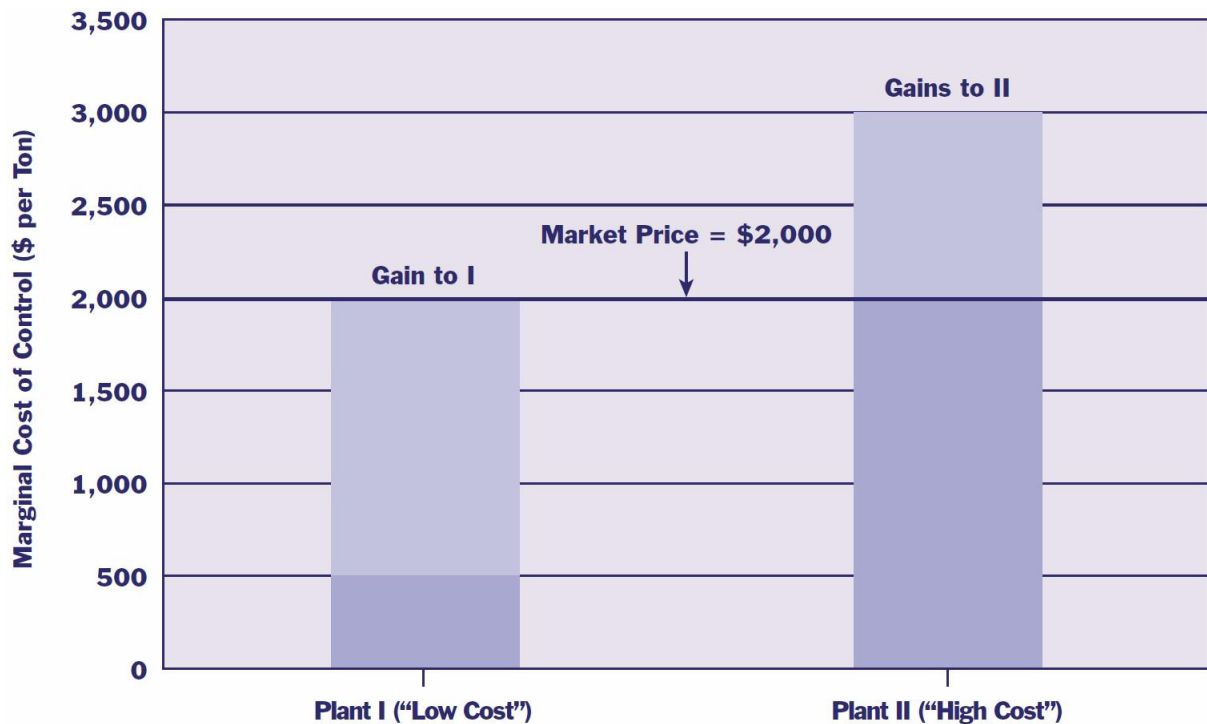 Marginal Cost of Control ($ per Ton)
3,500
3,000
2,500
2,000
1,500
1,000
500
0
Gain to I
Market Price = $2,000
Gains to II
Plant I (“Low Cost”)
Plant II (“High Cost”)